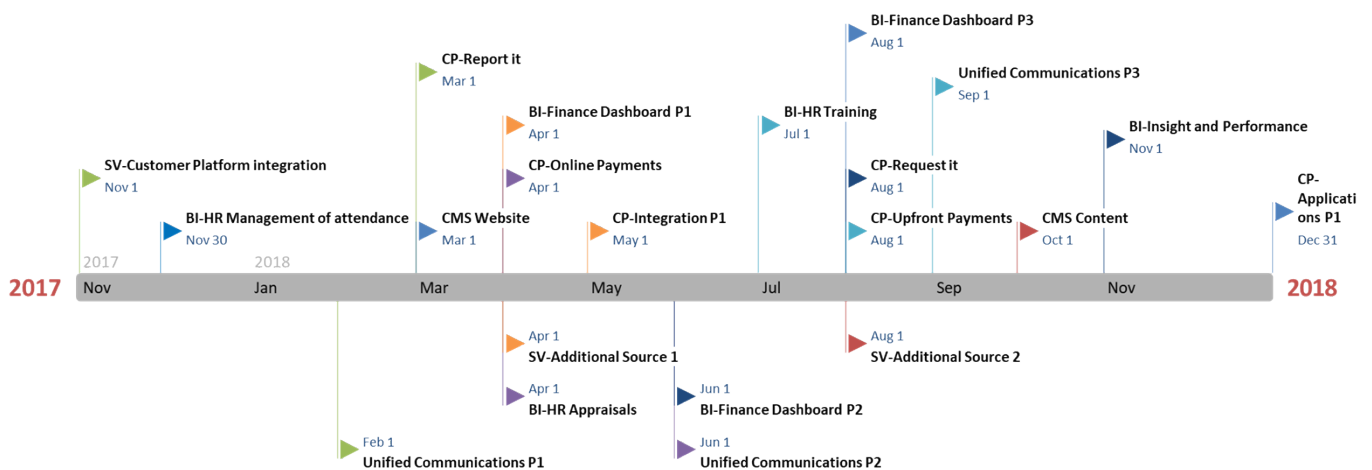 BI-Finance Dashboard P3
Aug 1
CP-Report it
Mar 1
Unified Communications P3
Sep 1
BI-Finance Dashboard P1
Apr 1
BI-HR Training
Jul 1
BI-Insight and Performance
Nov 1
SV-Customer Platform integration
Nov 1
CP-Online Payments
Apr 1
CP-Request it
Aug 1
CP-
Applicati
ons P1
Dec 31
BI-HR Management of attendance
Nov 30
CMS Website
Mar 1
CP-Integration P1
May 1
CP-Upfront Payments
Aug 1
CMS Content
Oct 1
2017
2018
2017
Nov
Jan
Mar
May
Jul
Sep
Nov
2018
Apr 1
SV-Additional Source 1
Aug 1
SV-Additional Source 2
Apr 1
BI-HR Appraisals
Jun 1
BI-Finance Dashboard P2
Feb 1
Unified Communications P1
Jun 1
Unified Communications P2